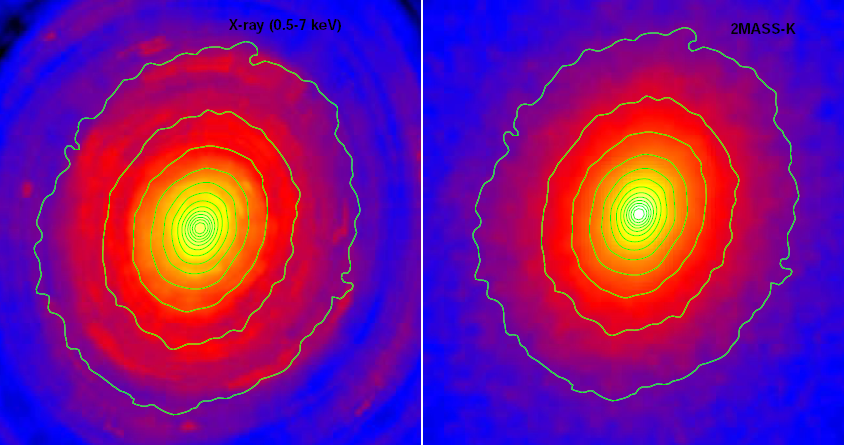 X-ray (0.5-7 keV)
2MASS-K